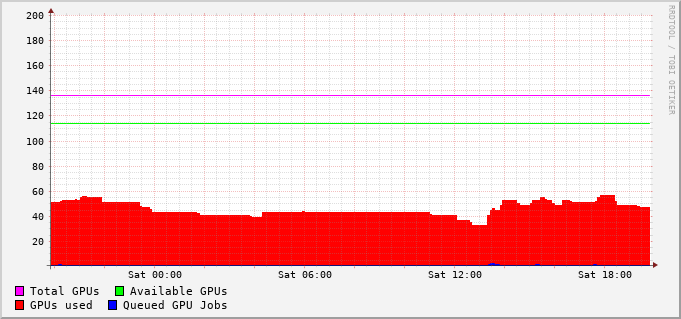 200
180
160
140
120
100
80
60
40
20
Sat 00:00 Sat 06:00 Sat 12:00 Sat 18:00
Total GPUs Available GPUs
GPUs used Queued GPU Jobs
RRDTOOL / TOBI OETIKER